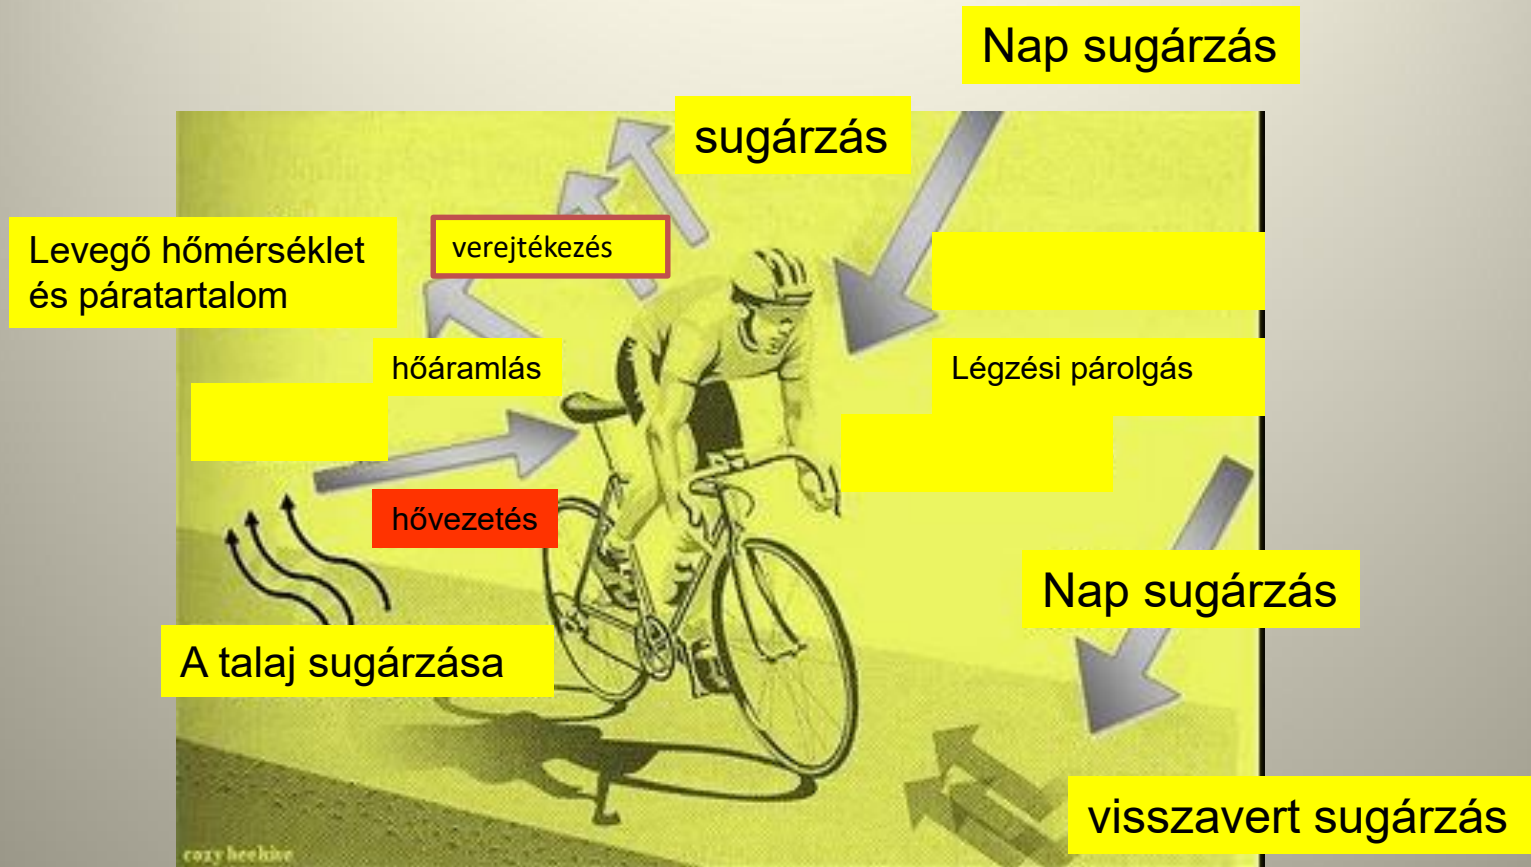 Nap sugárzás
sugárzás
Levegő hőmérséklet
és páratartalom
verejtékezés
hőáramlás
Légzési párolgás
hővezetés
Nap sugárzás
A talaj sugárzása
visszavert sugárzás
cozy beehive